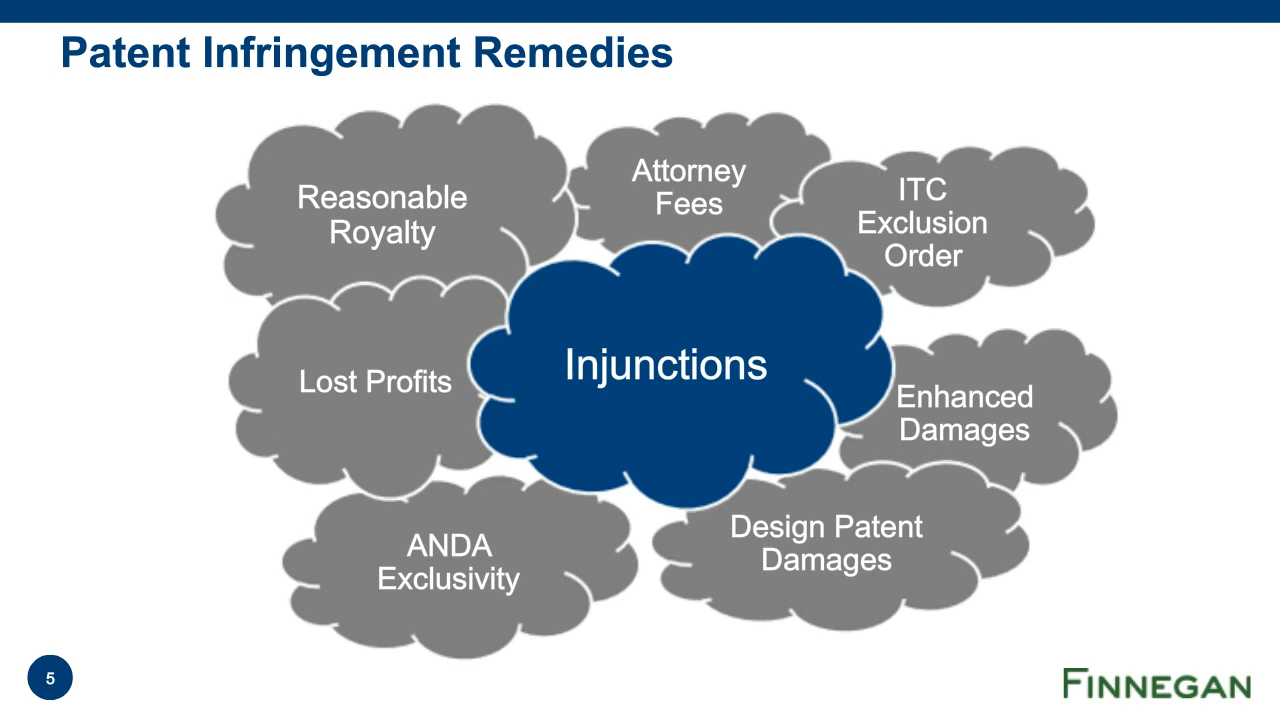 Patent Infringement Remedies
Reasonable
Royalty
Attorney
Fees
ITC
Exclusion
Order
Injunctions
Lost Profits
Enhanced
Damages
ANDA
Exclusivity
Design Patent
Damages
5
FINNEGAN